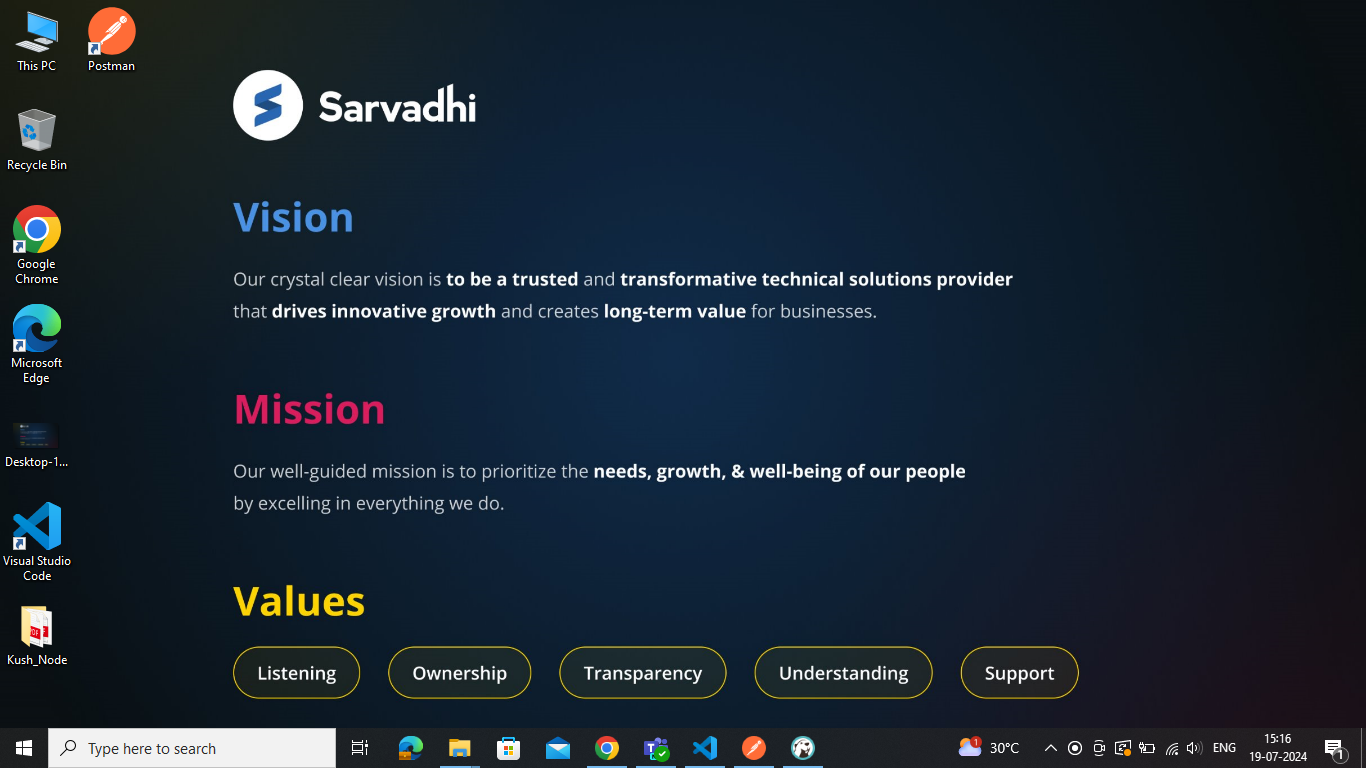 This PC
Postman
Recycle Bin
Google
Chrome
Microsoft
Edge
Desktop-1...
Visual Studio
Code
Kush_Node
Sarvadhi
Vision
Our crystal clear vision is to be a trusted and transformative technical solutions provider
that drives innovative growth and creates long-term value for businesses.
Mission
Our well-guided mission is to prioritize the needs, growth, & well-being of our people
by excelling in everything we do.
Values
Listening Ownership Transparency Understanding Support
Type here to search
1
30°C
ENG
15:16
19-07-2024
1